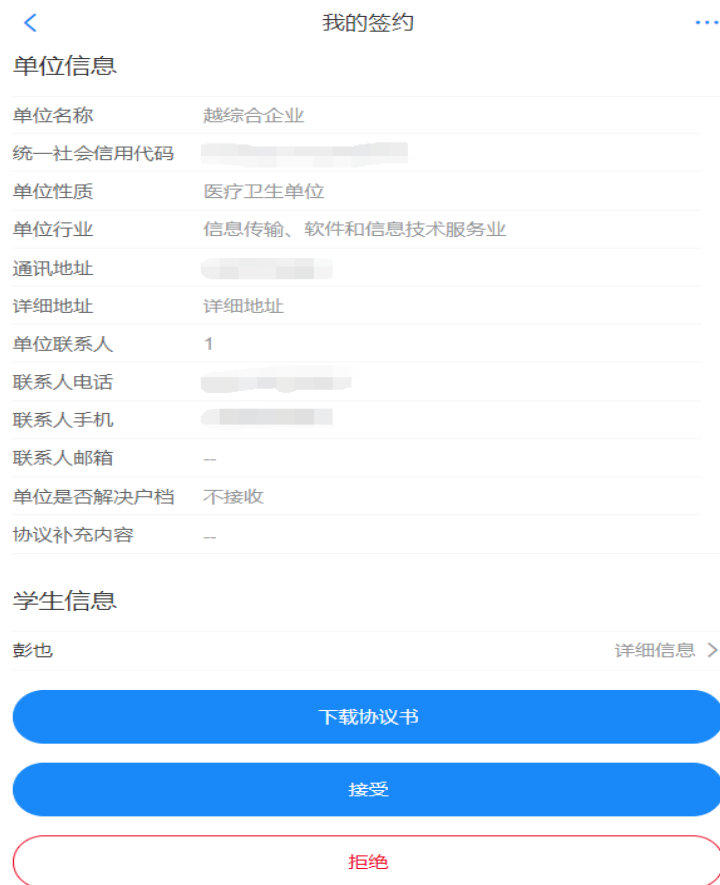 我的签约
单位信息
单位名称 越综合企业
统一社会信用代码
单位性质 医疗卫生单位
单位行业 信息传输、软件和信息技术服务业
通讯地址
详细地址 详细地址
单位联系人 1
联系人电话
联系人手机
联系人邮箱 --
单位是否解决户档 不接收
协议补充内容 --
学生信息
彭也 详细信息
下载协议书
接受
拒绝